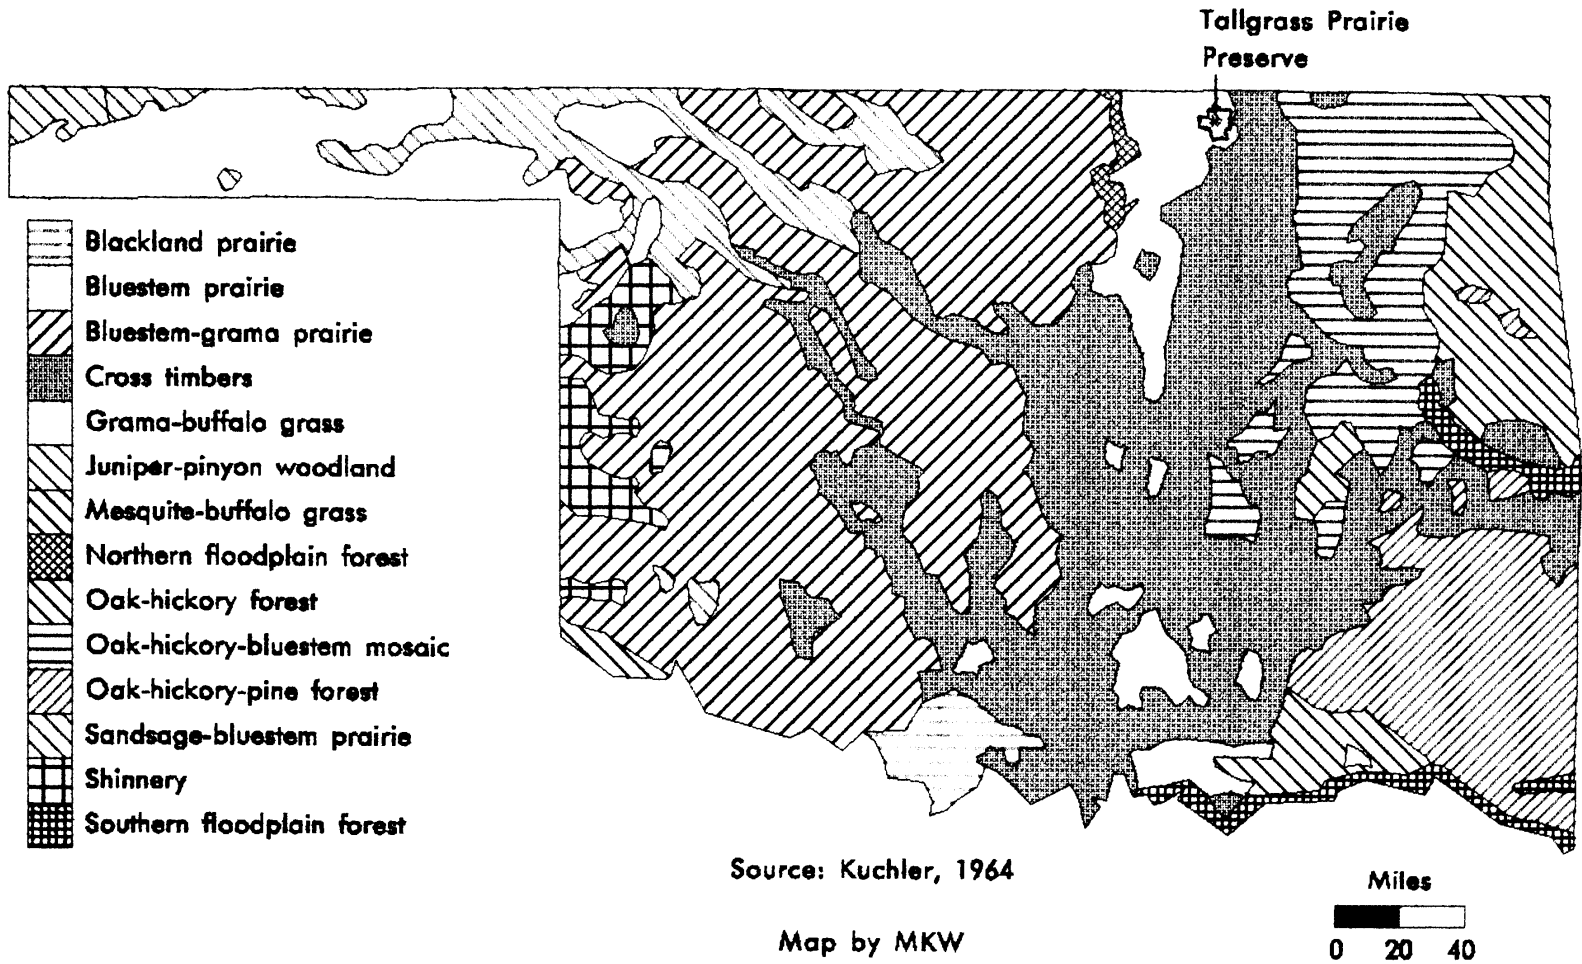 Tallgrass Prairie
Preserve
Blackland prairie
Bluestem prairie
Bluestem-grama prairie
Cross timbers
Grama-buffalo grass
Juniper-pinyon woodland
Mesquite-buffalo grass
Northern floodplain forest
Oak-hickory forest
Oak-hickory-bluestem mosaic
Oak-hickory-pine forest
Sandsage-bluestem prairie
Shinnery
Southern floodplain forest
Source: Kuchler, 1964
Map by MKW
Miles
0 20 40